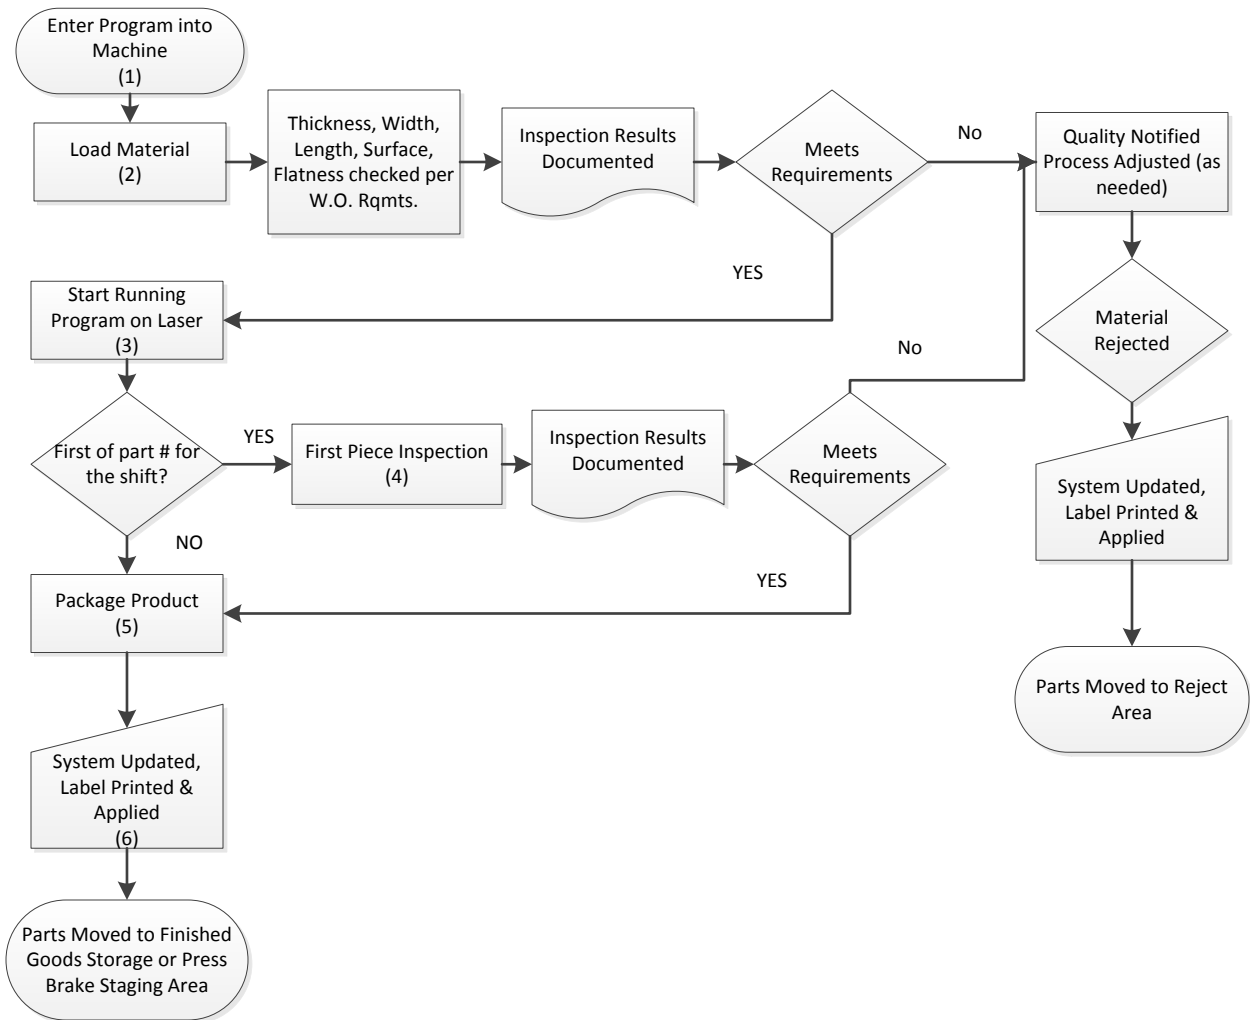 Enter Program into
Machine
(1)
Load Material
(2)
Thickness, Width,
Length, Surface,
Flatness checked per
W.O. Rqmts.
Inspection Results
Documented
Meets
Requirements
No
Quality Notified
Process Adjusted (as
needed)
YES
Start Running
Program on Laser
(3)
Material
Rejected
No
First of part # for
the shift?
YES
First Piece Inspection
(4)
Inspection Results
Documented
Meets
Requirements
System Updated,
Label Printed &
Applied
NO
YES
Package Product
(5)
Parts Moved to Reject
Area
System Updated,
Label Printed &
Applied
(6)
Parts Moved to Finished
Goods Storage or Press
Brake Staging Area